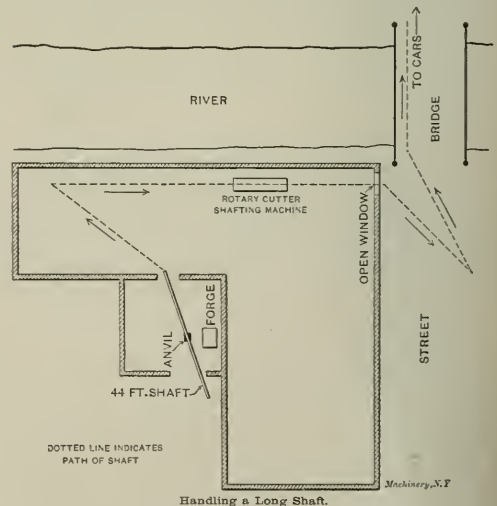 TO CARS
RIVER
BRIDGE
ROTARY CUTTER
SHAFTING MACHINE
OPEN WINDOW
FORGE
ANVIL
STREET
44 FT. SHAFT
DOTTED LINE INDICATES
PATH OF SHAFT
Machinery, N.Y
Handling a Long Shaft.